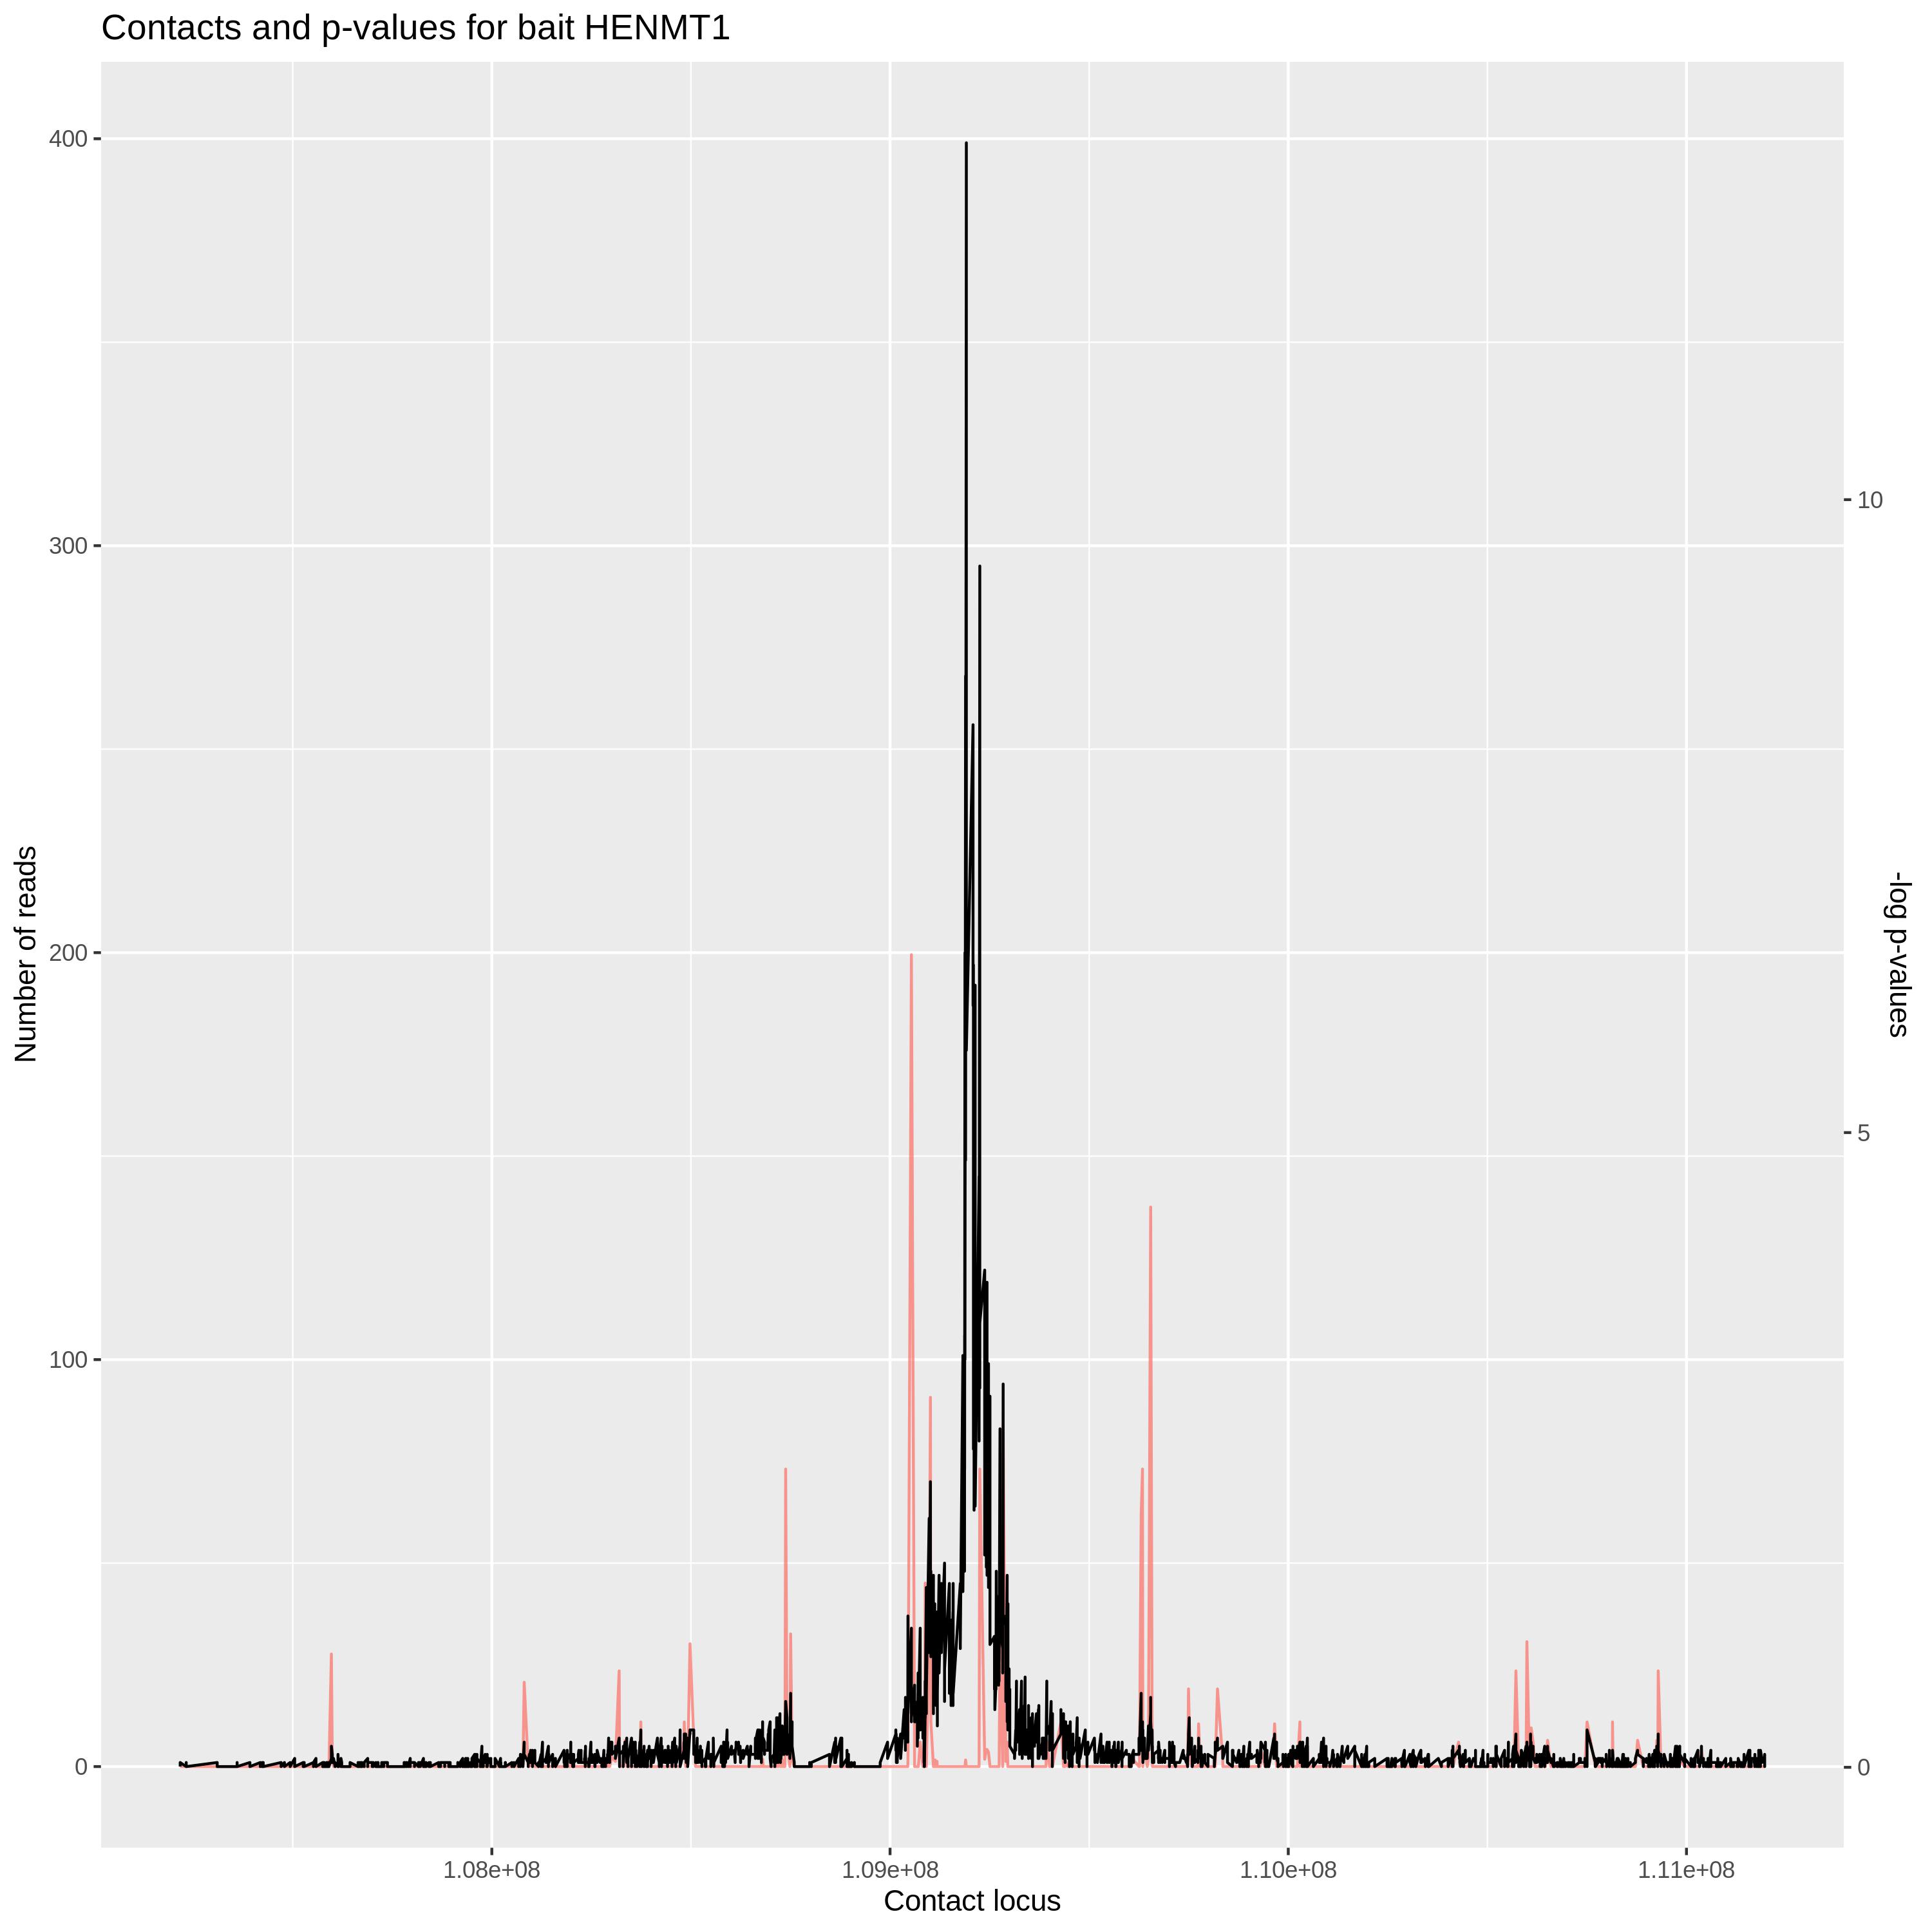 Contacts and p-values for bait HENMT1
400
300
200
100
0
Number of reads
10
5
0
-log p-values
1.08e+08
1.09e+08
1.10e+08
1.11e+08
Contact locus